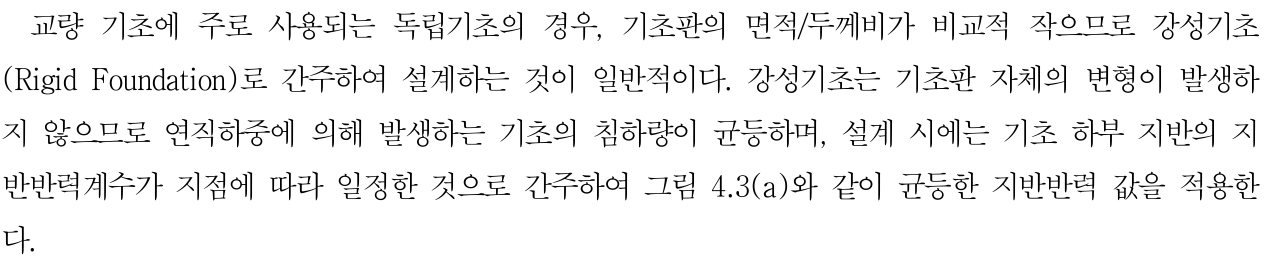 교량 기초에 주로 사용되는 독립기초의 경우, 기초판의 면적/두께비가 비교적 작으므로 강성기초
(Rigid Foundation)로 간주하여 설계하는 것이 일반적이다. 강성기초는 기초판 자체의 변형이 발생하
지 않으므로 연직하중에 의해 발생하는 기초의 침하량이 균등하며, 설계 시에는 기초 하부 지반의 지
반반력계수가 지점에 따라 일정한 것으로 간주하여 그림 4.3(a)와 같이 균등한 지반반력 값을 적용한
다.